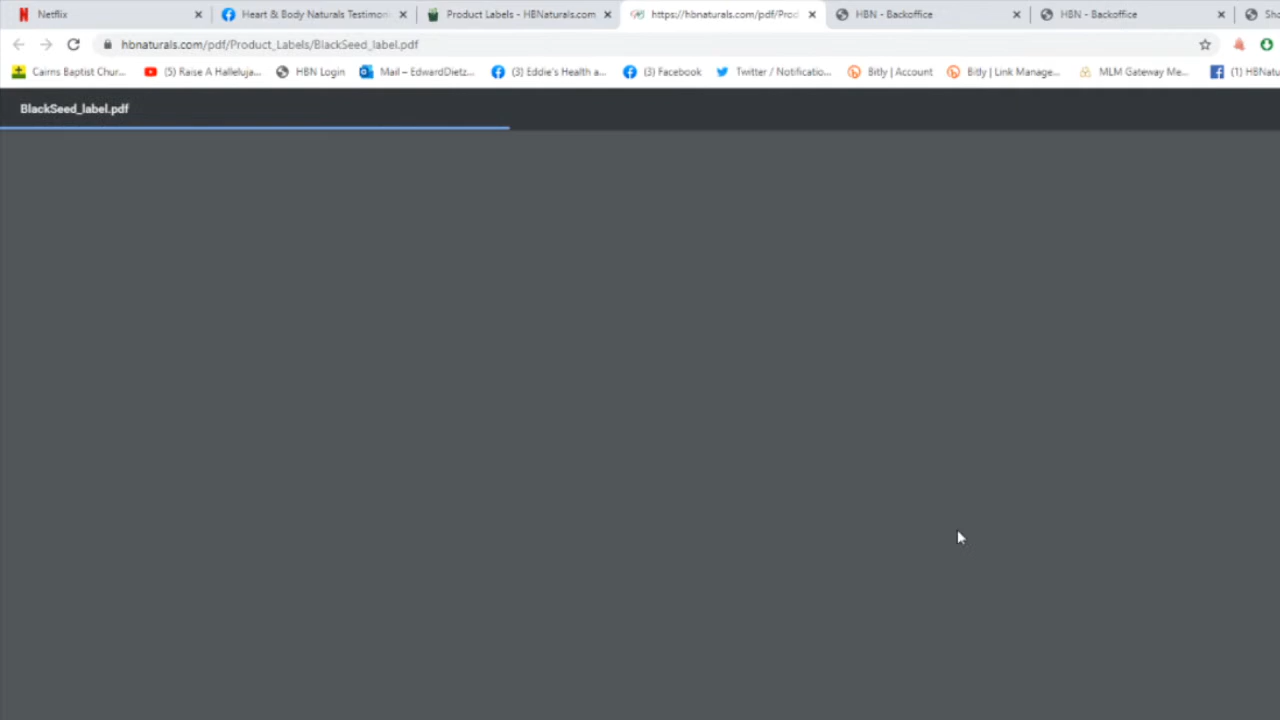 Netflix
Heart & Body Naturals Testimon
Product Labels - HBNaturals.com
https://hbnaturals.com/pdf/Prod
HBN - Backoffice
HBN - Backoffice
hbnaturals.com/pdf/Product_Labels/BlackSeed_label.pdf
Cairns Baptist Chur...
(5) Raise A Halleluja...
HBN Login
Mail – EdwardDietz...
(3) Eddie's Health a...
(3) Facebook
Twitter / Notificatio...
Bitly | Account
Bitly | Link Manage...
MLM Gateway Me...
(1) HBNatu
BlackSeed_label.pdf